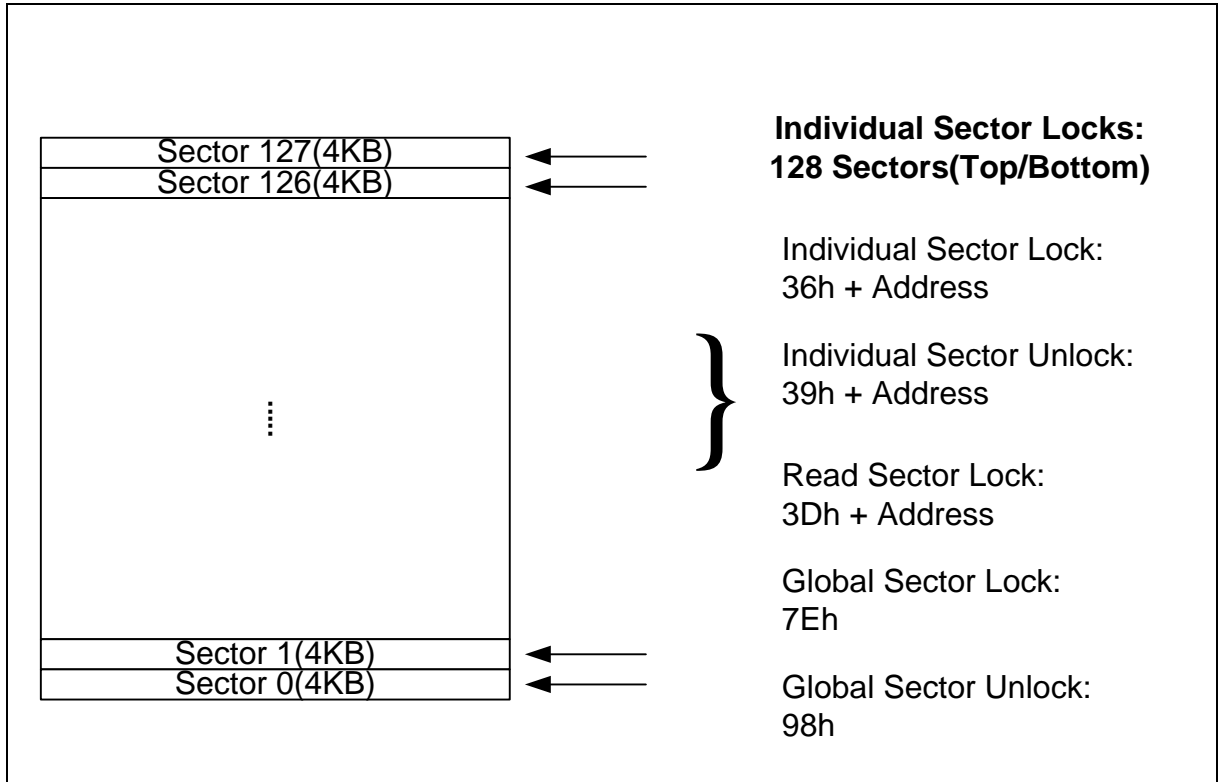 Sector 127(4KB)
Sector 126(4KB)
Sector 1(4KB)
Sector 0(4KB)
Individual Sector Locks:
128 Sectors(Top/Bottom)
Individual Sector Lock:
36h + Address
Individual Sector Unlock:
39h + Address
Read Sector Lock:
3Dh + Address
Global Sector Lock:
7Eh
Global Sector Unlock:
98h